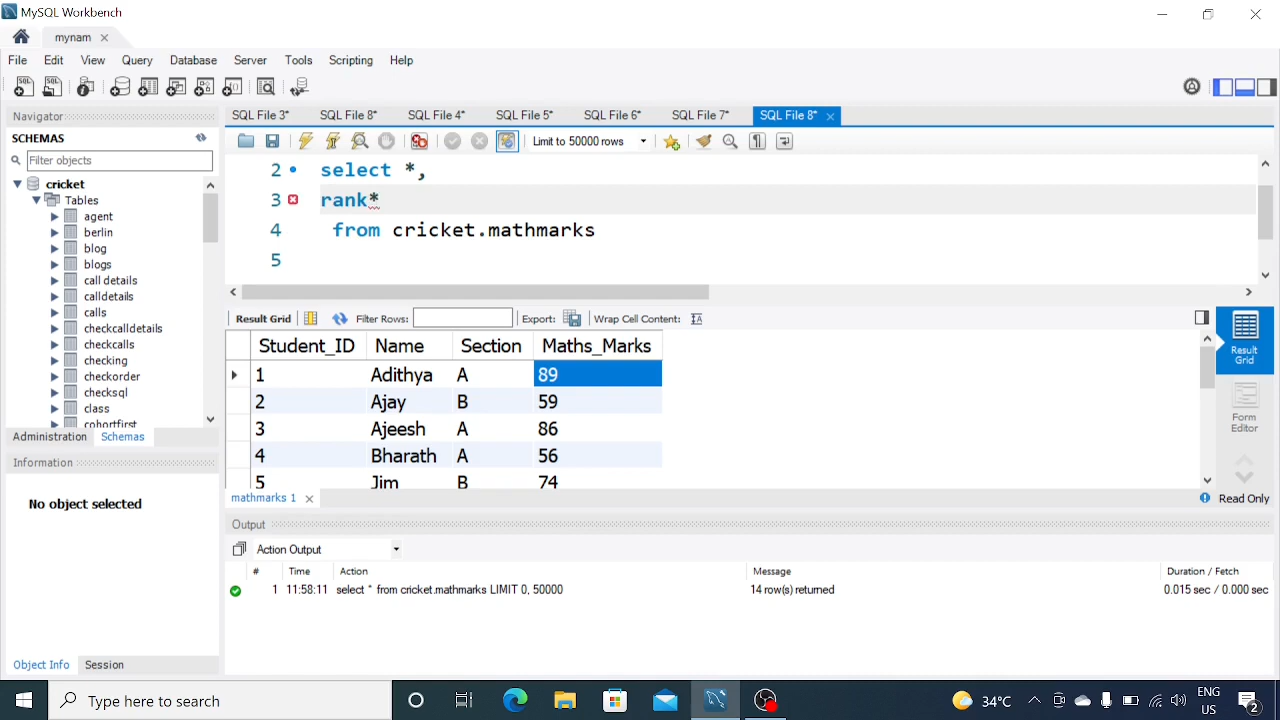 MySQL Workbench
mynam
File Edit View Query Database Server Tools Scripting Help
Navigator
SCHEMAS
Filter objects
cricket
Tables
agent
berlin
blog
blogs
call details
calldetails
calls
checkcalldetails
checkcalls
checking
checkorder
checksql
class
cohortfirst
Administration Schemas
Information
No object selected
Object Info Session
SQL File 3* SQL File 8* SQL File 4* SQL File 5* SQL File 6* SQL File 7* SQL File 8*
Limit to 50000 rows
2 select *,
3 rank*
4 from cricket.mathmarks
5
Result Grid Filter Rows: Export: Wrap Cell Content:
Student_ID Name Section Maths_Marks
1 Adithya A 89
2 Ajay B 59
3 Ajeesh A 86
4 Bharath A 56
5 Jim B 74
Result Grid
Form Editor
mathmarks 1
Read Only
Output
Action Output
# Time Action Message Duration / Fetch
1 11:58:11 select * from cricket.mathmarks LIMIT 0, 50000 14 row(s) returned 0.015 sec / 0.000 sec
Type here to search
34°C
ENG
US
2